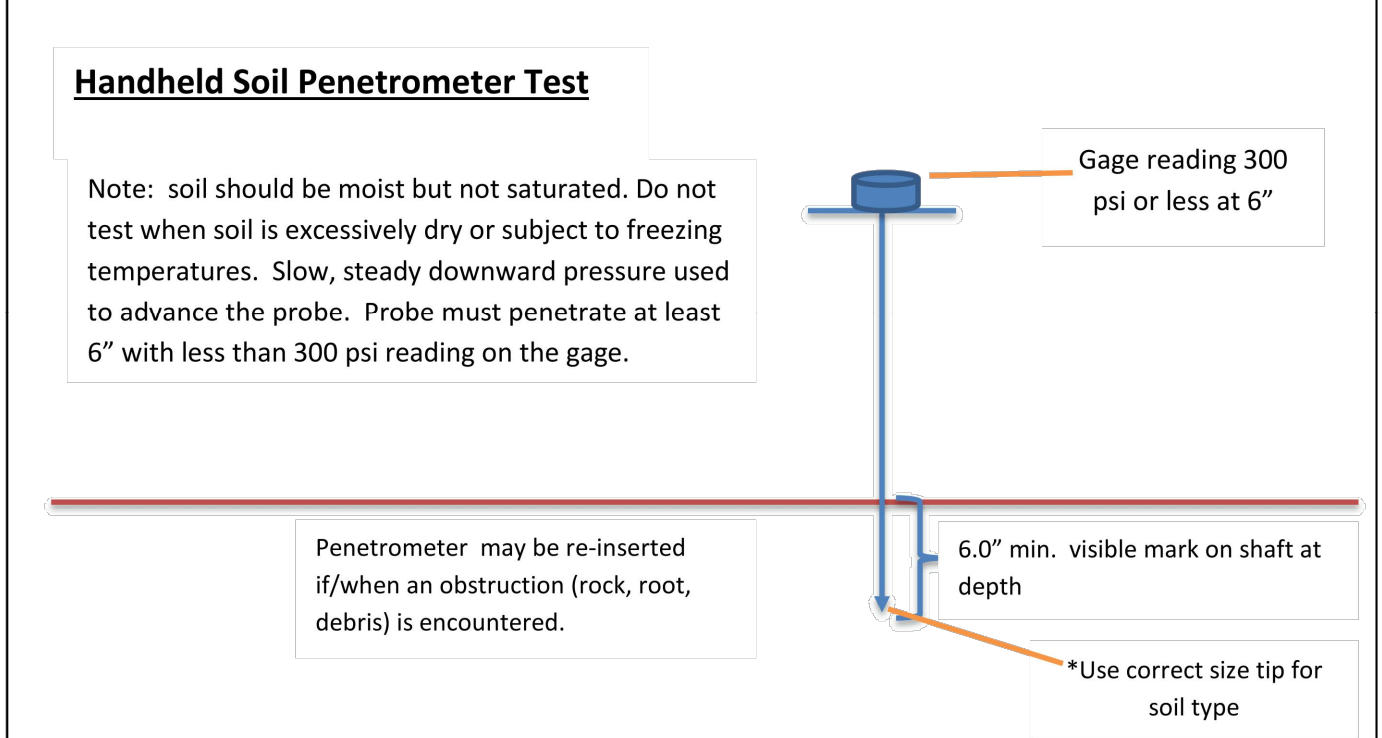 Handheld Soil Penetrometer Test
Note:  soil should be moist but not saturated. Do not
test when soil is excessively dry or subject to freezing
temperatures.  Slow, steady downward pressure used
to advance the probe.  Probe must penetrate at least
6” with less than 300 psi reading on the gage.
Gage reading 300
psi or less at 6”
Penetrometer  may be re-inserted
if/when an obstruction (rock, root,
debris) is encountered.
6.0” min.  visible mark on shaft at
depth
*Use correct size tip for
soil type